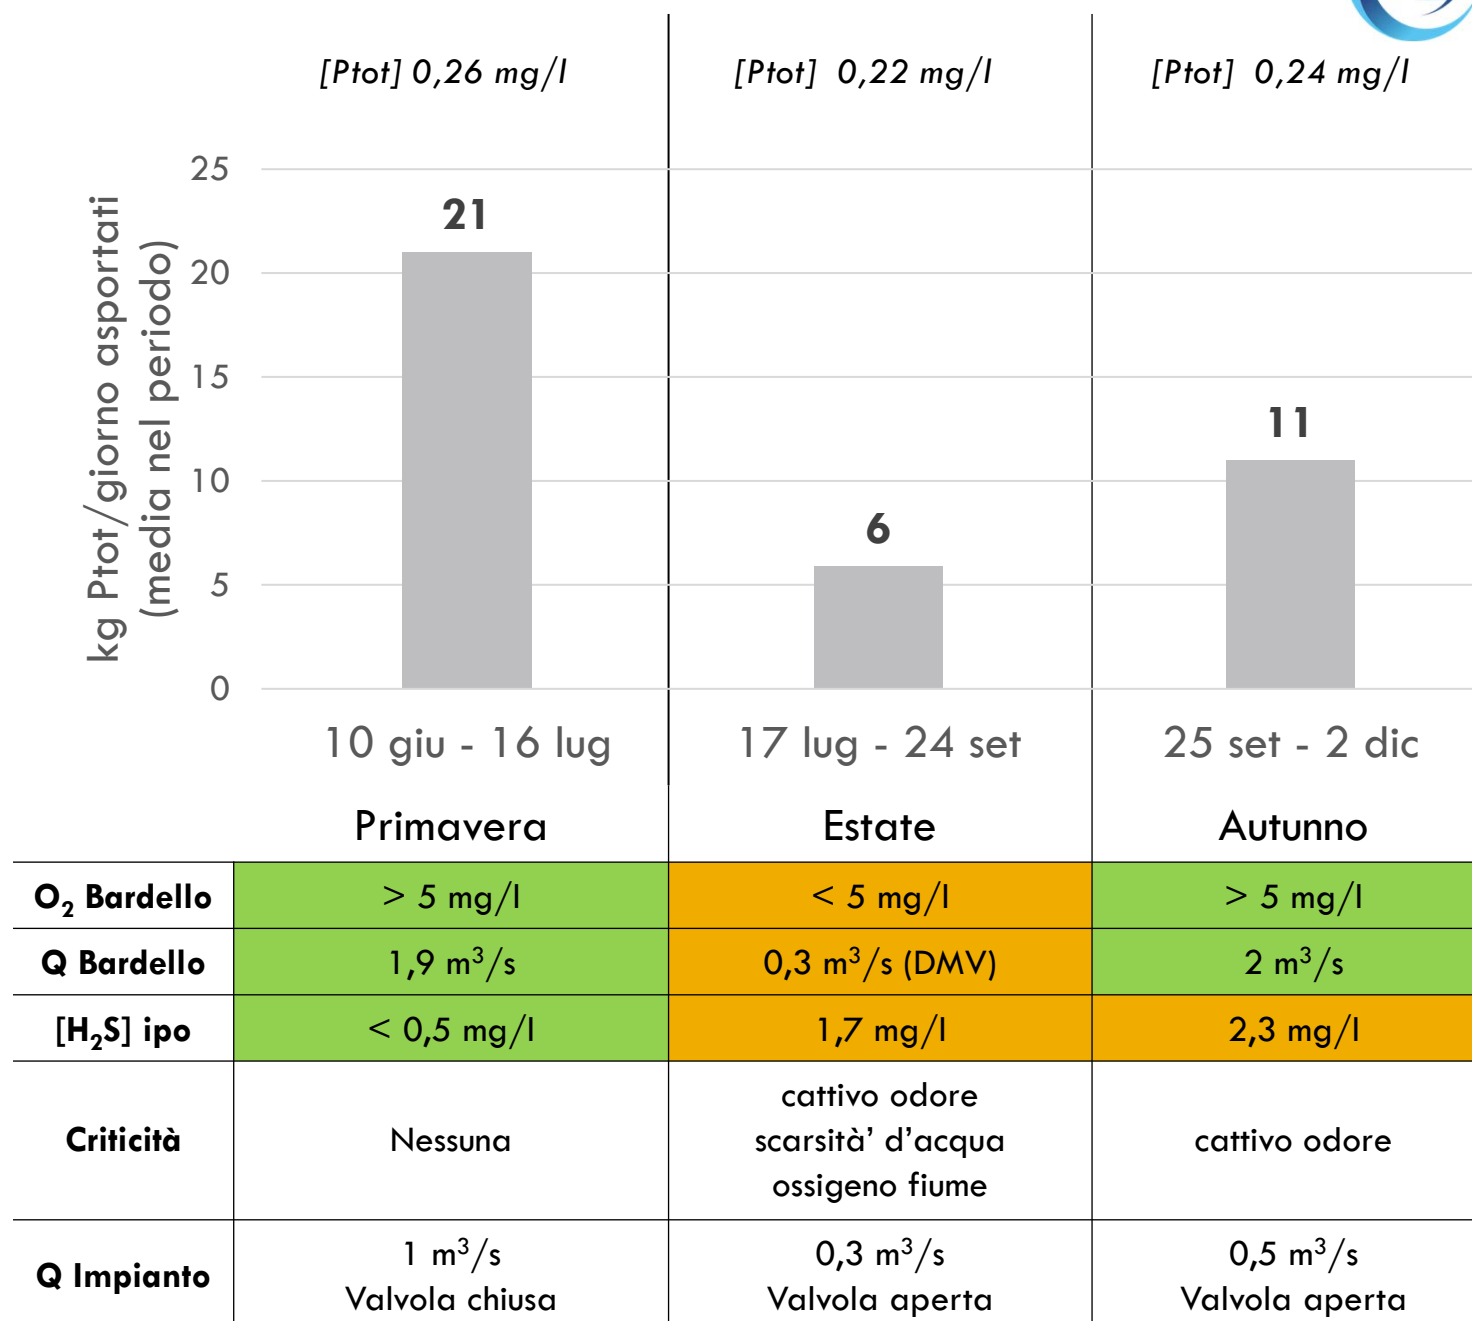 [Ptot] 0,26 mg/l
[Ptot] 0,22 mg/l
[Ptot] 0,24 mg/l
kg Ptot/giorno asportati
(media nel periodo)
25
20
15
10
5
0
21
6
11
10 giu - 16 lug
17 lug - 24 set
25 set - 2 dic
Primavera
Estate
Autunno
O₂ Bardello
> 5 mg/l
< 5 mg/l
> 5 mg/l
Q Bardello
1,9 m³/s
0,3 m³/s (DMV)
2 m³/s
[H₂S] ipo
< 0,5 mg/l
1,7 mg/l
2,3 mg/l
Criticità
Nessuna
cattivo odore
scarsità' d'acqua
ossigeno fiume
cattivo odore
Q Impianto
1 m³/s
Valvola chiusa
0,3 m³/s
Valvola aperta
0,5 m³/s
Valvola aperta